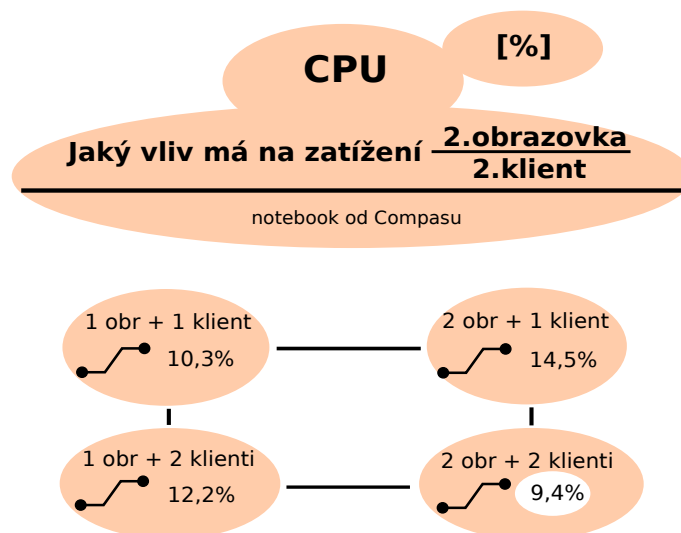 CPU
[%]
Jaký vliv má na zatížení 2.obrazovka
2.klient
notebook od Compasu
1 obr + 1 klient
10,3%
2 obr + 1 klient
14,5%
1 obr + 2 klienti
12,2%
2 obr + 2 klienti
9,4%